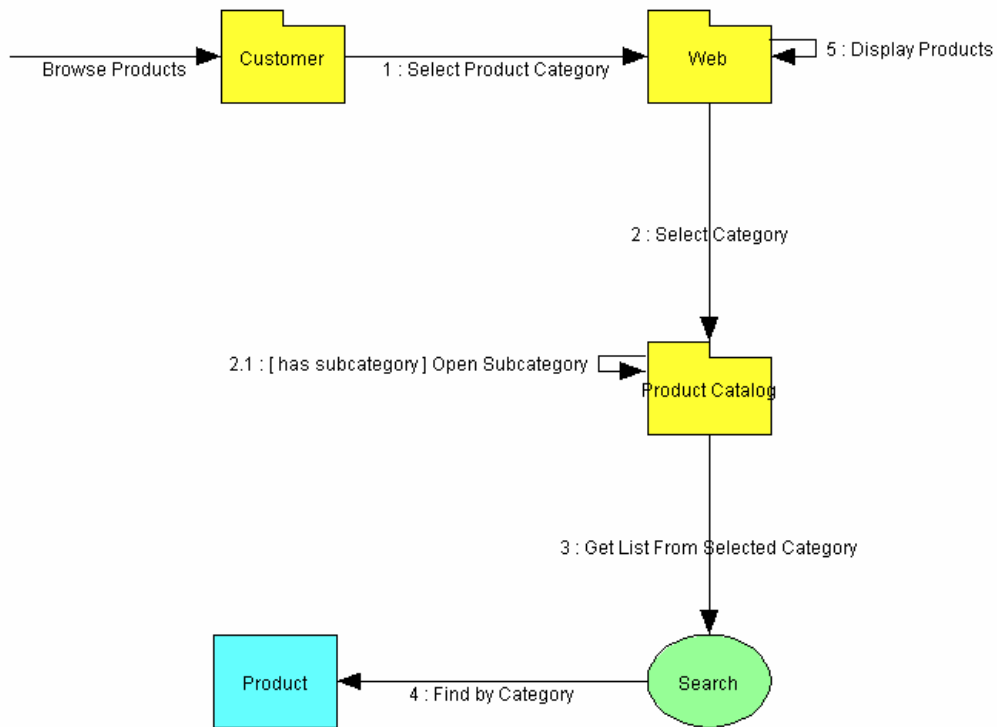 Browse Products
Customer
1 : Select Product Category
Web
5 : Display Products
2 : Select Category
2.1 : [ has subcategory ] Open Subcategory
Product Catalog
3 : Get List From Selected Category
Product
4 : Find by Category
Search